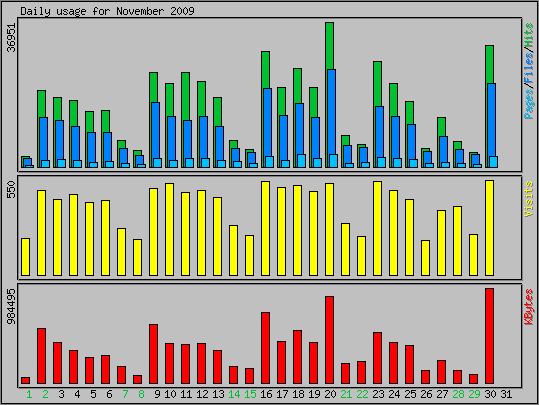 Daily usage for November 2009
36951
Pages/Files/Hits
550
Visits
984495
KBytes
1 2 3 4 5 6 7 8 9 10 11 12 13 14 15 16 17 18 19 20 21 22 23 24 25 26 27 28 29 30 31